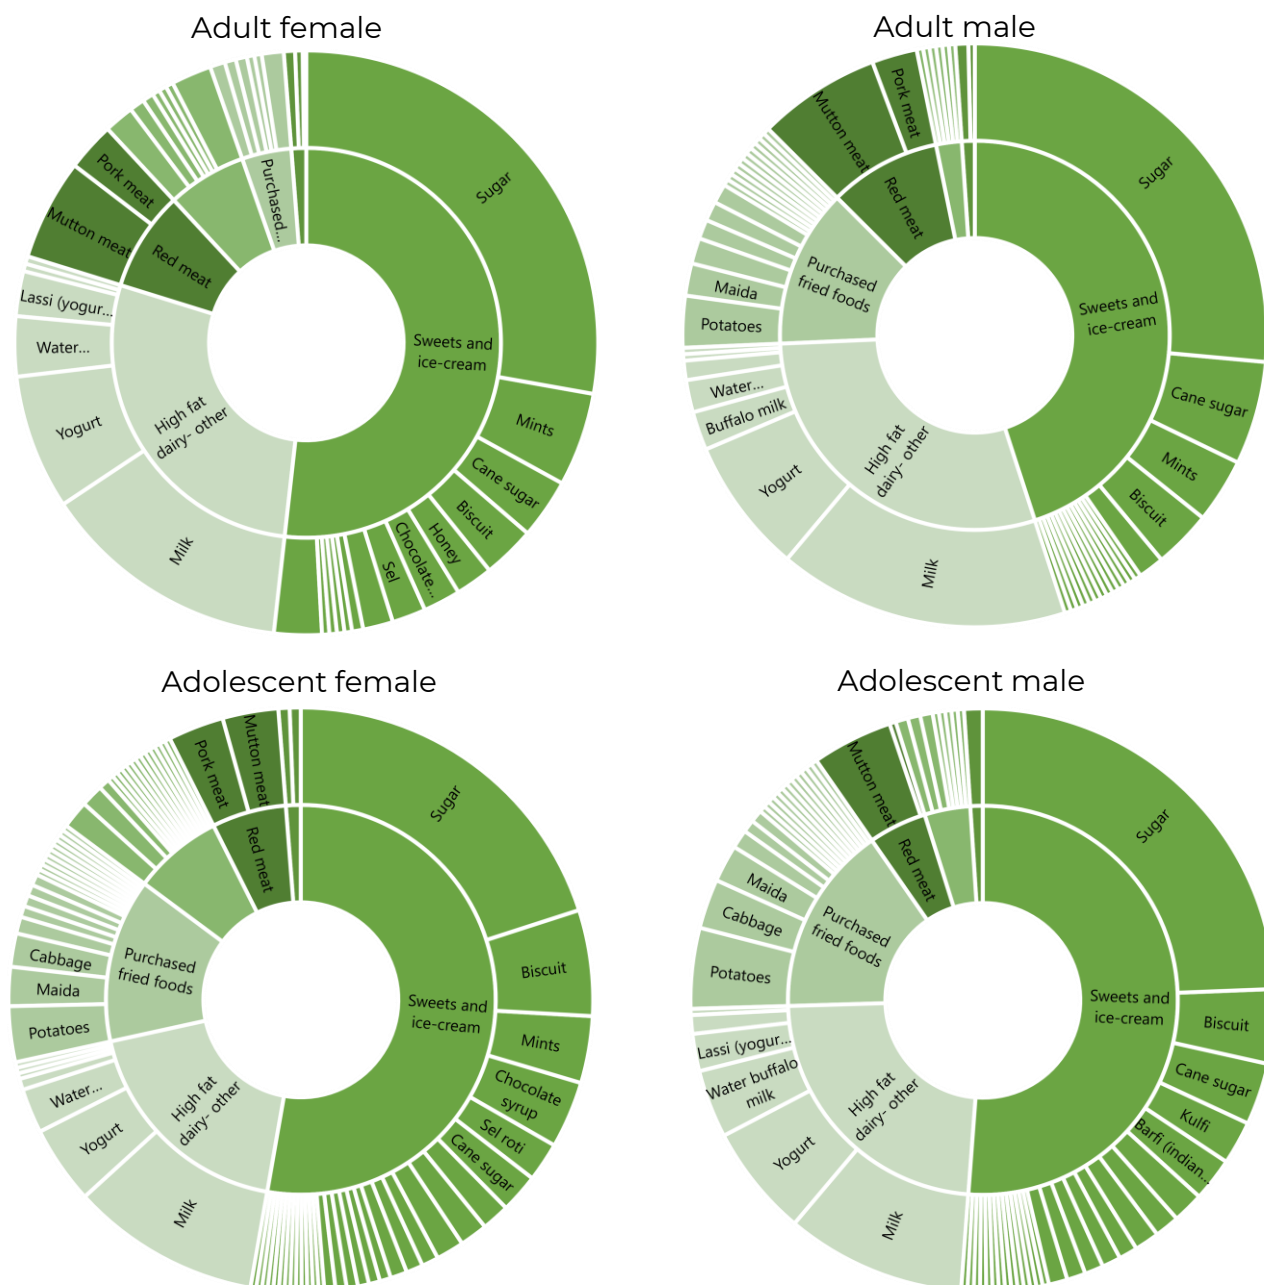 Adult female
Sugar
Mints
Cane sugar
Biscuit
Honey
Chocolate...
Sel
Milk
Yogurt
Water...
Lassi (yogur...
Mutton meat
Pork meat
Sweets and
ice-cream
High fat
dairy- other
Red meat
Purchased...
Adult male
Sugar
Cane sugar
Mints
Biscuit
Milk
Yogurt
Buffalo milk
Water...
Potatoes
Maida
Mutton meat
Pork meat
Sweets and
ice-cream
High fat
dairy- other
Purchased
fried foods
Red meat
Adolescent female
Sugar
Biscuit
Mints
Chocolate
syrup
Sel roti
Cane sugar
Milk
Yogurt
Water...
Potatoes
Maida
Cabbage
Pork meat
Mutton meat
Sweets and
ice-cream
High fat
dairy- other
Purchased
fried foods
Red meat
Adolescent male
Sugar
Biscuit
Cane sugar
Kulfi
Barfi (indian...
Milk
Yogurt
Water buffalo
milk
Lassi (yogur...
Potatoes
Cabbage
Maida
Mutton meat
Sweets and
ice-cream
High fat
dairy- other
Purchased
fried foods
Red meat